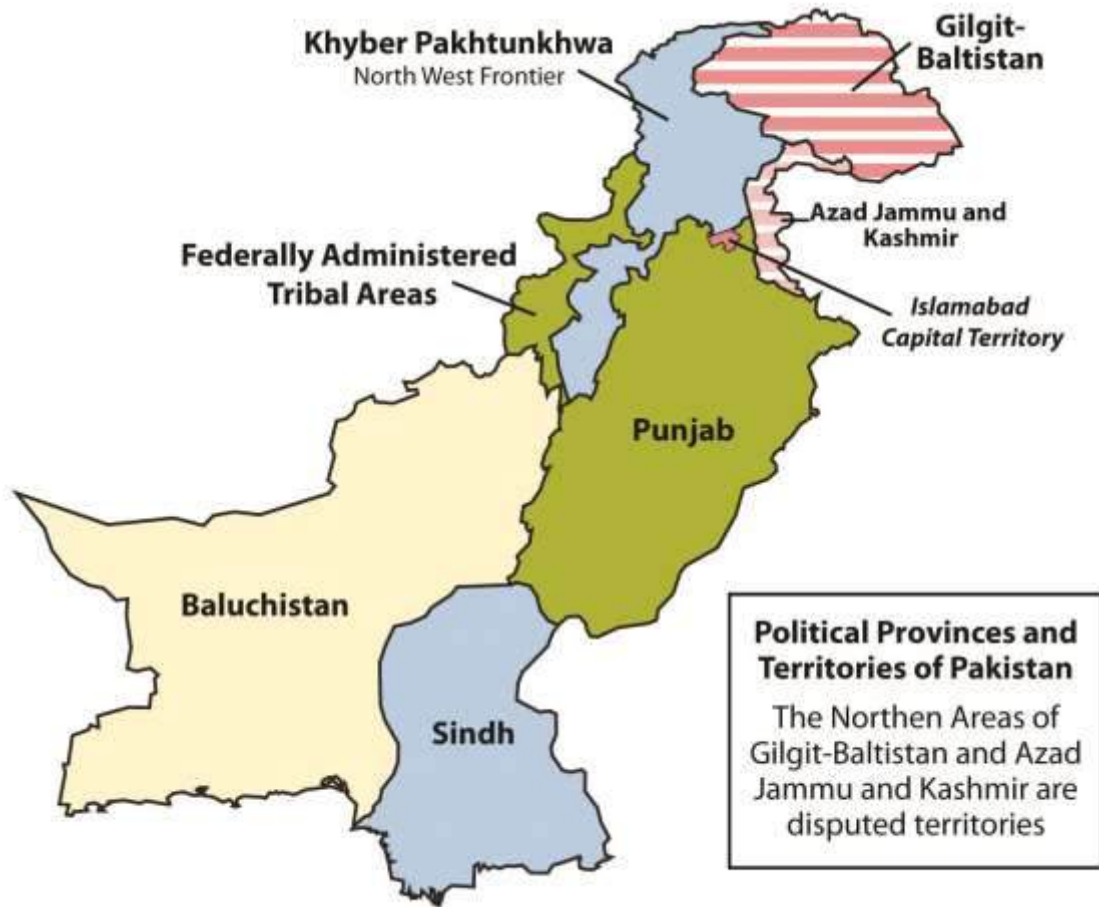 Khyber Pakhtunkhwa
North West Frontier
Gilgit-
Baltistan
Azad Jammu and
Kashmir
Federally Administered
Tribal Areas
Islamabad
Capital Territory
Punjab
Baluchistan
Sindh
Political Provinces and
Territories of Pakistan
The Northen Areas of
Gilgit-Baltistan and Azad
Jammu and Kashmir are
disputed territories